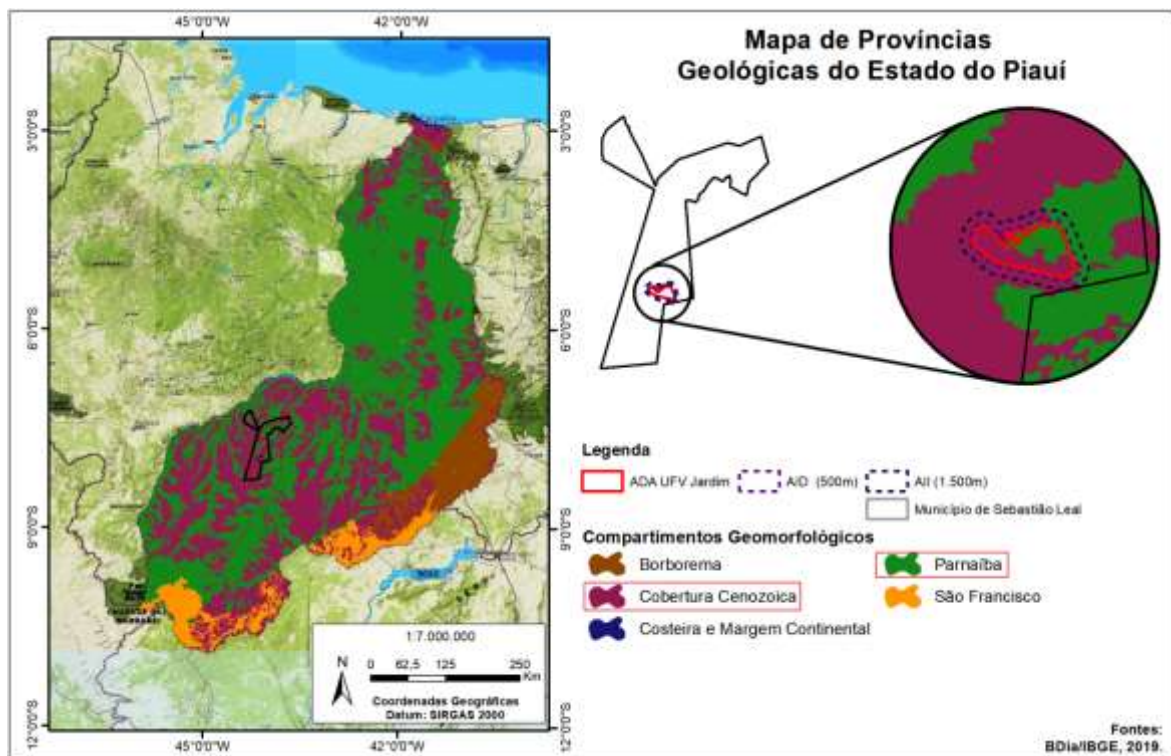 Mapa de Províncias
Geológicas do Estado do Piauí
45°0'0"W 42°0'0"W
3°0'0"S 3°0'0"S
6°0'0"S 6°0'0"S
9°0'0"S 9°0'0"S
12°0'0"S 12°0'0"S
45°0'0"W 42°0'0"W
1:7.000.000
N
0 62,5 125 250
Km
Coordenadas Geográficas
Datum: SIRGAS 2000
Legenda
ADA UFV Jardim AID (500m) AII (1.500m)
Município de Sebastião Leal
Compartimentos Geomorfológicos
Borborema Parnaíba
Cobertura Cenozoica São Francisco
Costeira e Margem Continental
Fontes:
BDia/IBGE, 2019.